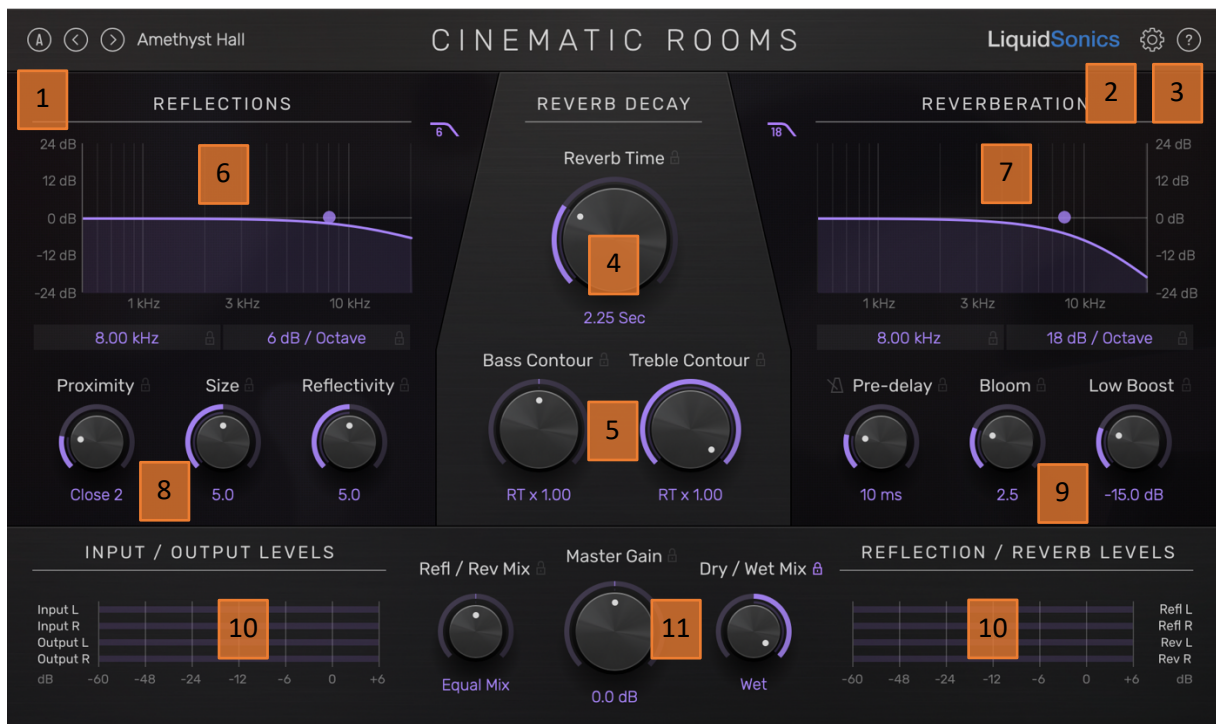 A < > Amethyst Hall
CINEMATIC ROOMS
LiquidSonics ?
1
2
3
REFLECTIONS
REVERB DECAY
REVERBERATION
6
18
24 dB
12 dB
0 dB
-12 dB
-24 dB
1 kHz 3 kHz 10 kHz
6
8.00 kHz 6 dB / Octave
Reverb Time
4
2.25 Sec
24 dB
12 dB
0 dB
-12 dB
-24 dB
1 kHz 3 kHz 10 kHz
7
8.00 kHz 18 dB / Octave
Proximity Size Reflectivity
8
Close 2 5.0 5.0
Bass Contour Treble Contour
5
RT x 1.00 RT x 1.00
Pre-delay Bloom Low Boost
9
10 ms 2.5 -15.0 dB
INPUT / OUTPUT LEVELS
Input L
Input R
Output L
Output R
10
dB -60 -48 -24 -12 -6 0 +6
Refl / Rev Mix Master Gain Dry / Wet Mix
11
Equal Mix 0.0 dB Wet
REFLECTION / REVERB LEVELS
Refl L
Refl R
Rev L
Rev R
10
-60 -48 -24 -12 -6 0 +6 dB